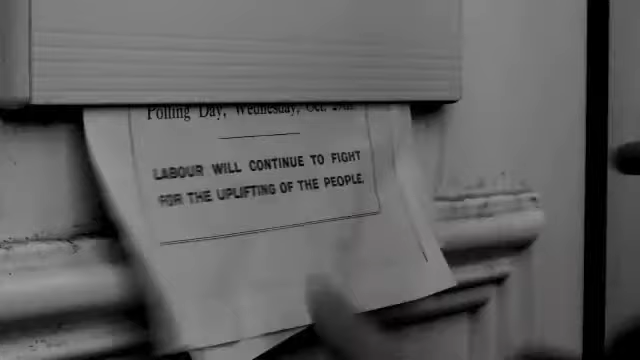 Polling Day, Wednesday, Oct.
LABOUR WILL CONTINUE TO FIGHT
FOR THE UPLIFTING OF THE PEOPLE.